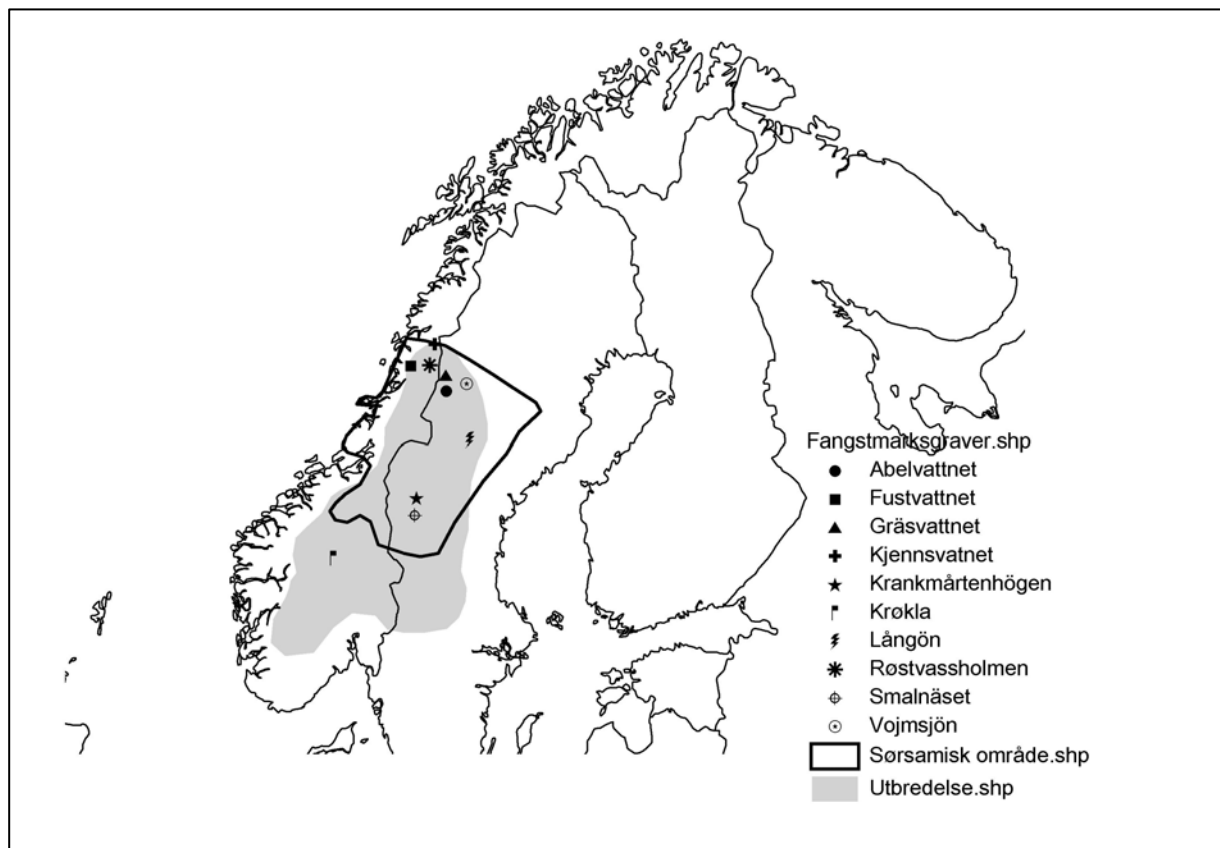 Fangstmarksgraver.shp
Abelvattnet
Fustvattnet
Gräsvattnet
Kjennsvatnet
Krankmårtenhögen
Krøkla
Långön
Røstvassholmen
Smalnäset
Vojmsjön
Sørsamisk område.shp
Utbredelse.shp